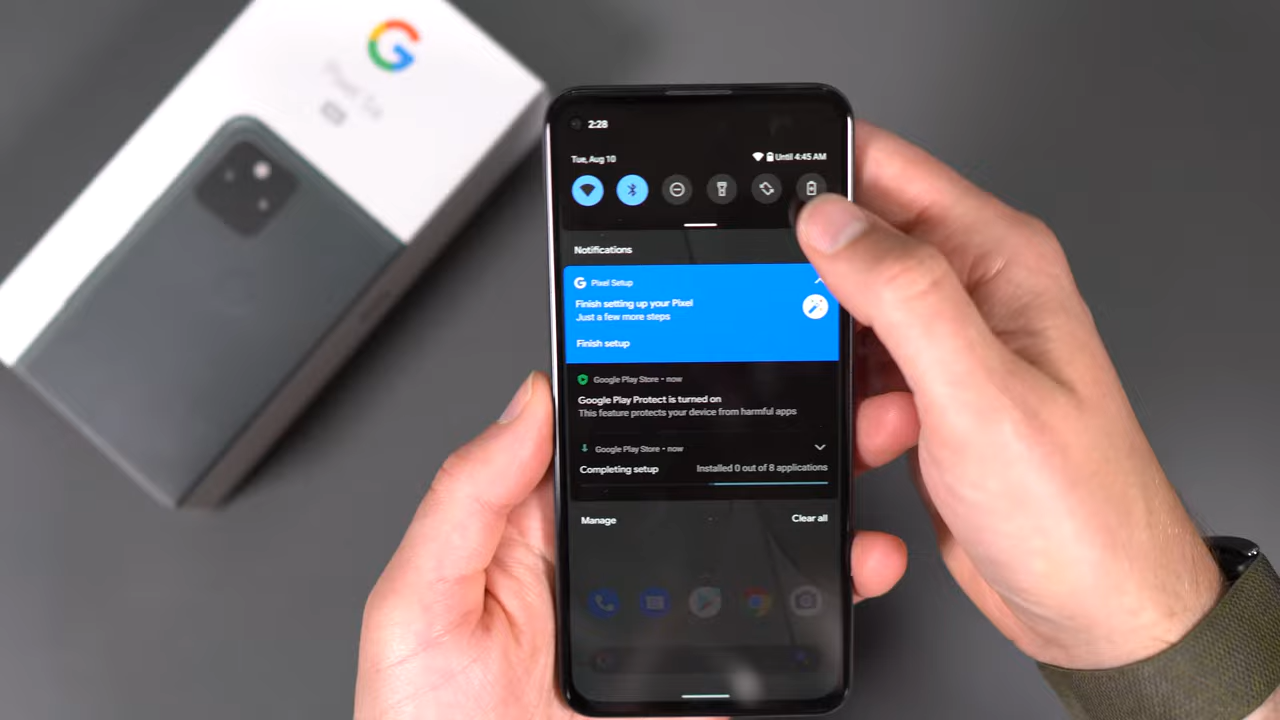 2:28
Tue, Aug 10
Until 4:45 AM
Notifications
Pixel Setup
Finish setting up your Pixel
Just a few more steps
Finish setup
Google Play Store • now
Google Play Protect is turned on
This feature protects your device from harmful apps
Google Play Store • now
Completing setup
Installed 0 out of 8 applications
Manage
Clear all